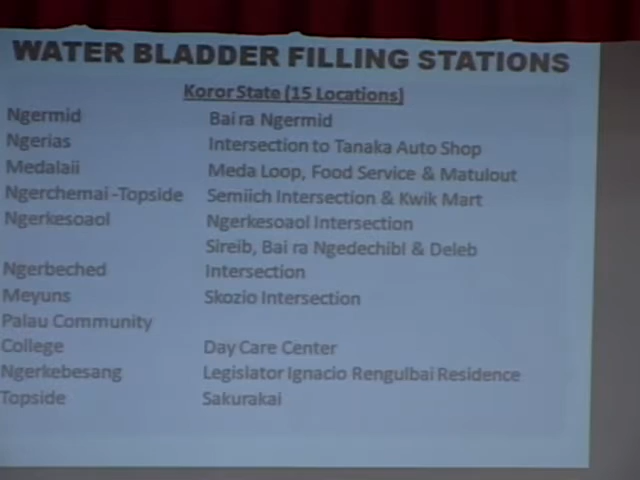 WATER BLADDER FILLING STATIONS
Koror State (15 Locations)
Ngermid Bai ra Ngermid
Ngerias Intersection to Tanaka Auto Shop
Medalaii Meda Loop, Food Service & Matulout
Ngerchemai -Topside Semiich Intersection & Kwik Mart
Ngerkesoaol Ngerkesoaol Intersection
Sireib, Bai ra Ngedechibl & Deleb
Ngerbeched Intersection
Meyuns Skozio Intersection
Palau Community
College Day Care Center
Ngerkebesang Legislator Ignacio Rengulbai Residence
Topside Sakurakai